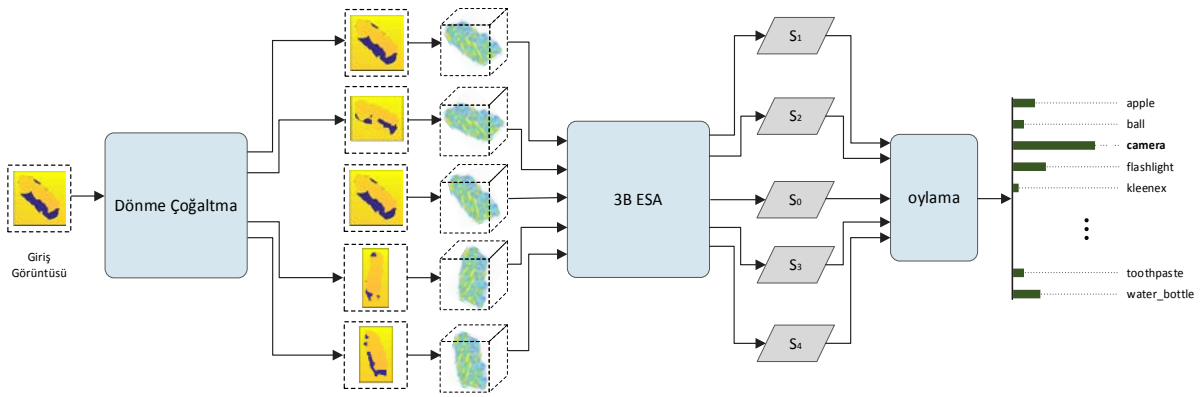 Giriş
Görüntüsü
Dönme Çoğaltma
3B ESA
S1
S2
S0
S3
S4
oylama
apple
ball
camera
flashlight
kleenex
toothpaste
water_bottle